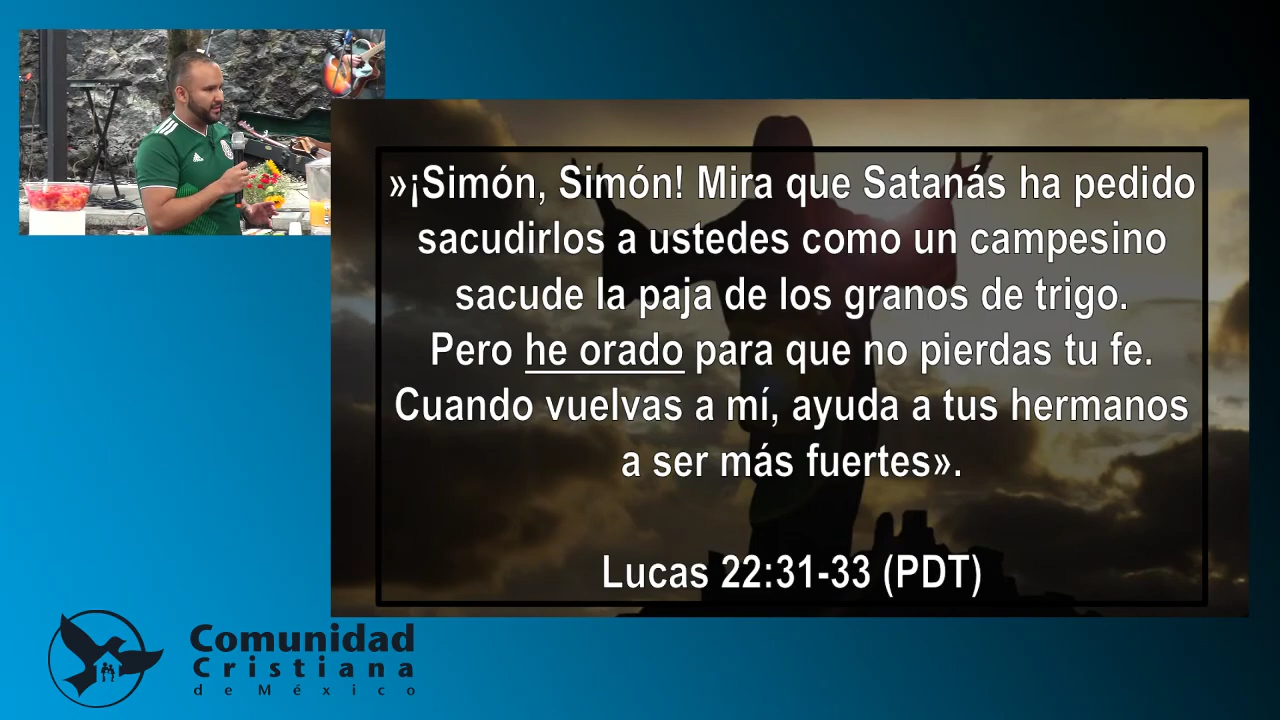 »¡Simón, Simón! Mira que Satanás ha pedido
sacudirlos a ustedes como un campesino
sacude la paja de los granos de trigo.
Pero he orado para que no pierdas tu fe.
Cuando vuelvas a mí, ayuda a tus hermanos
a ser más fuertes».
Lucas 22:31-33 (PDT)
Comunidad
Cristiana
de México